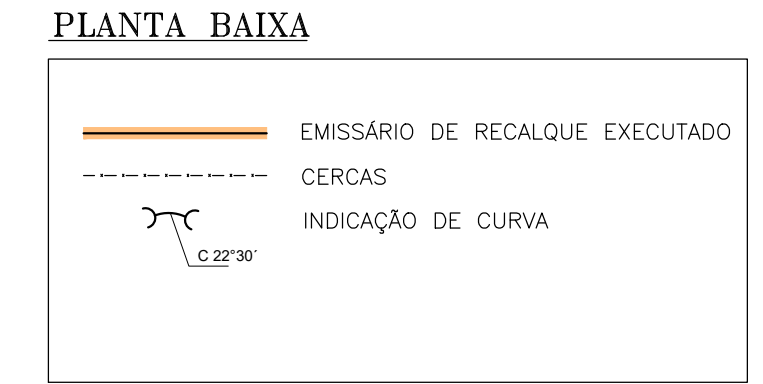 PLANTA BAIXA
EMISSÁRIO DE RECALQUE EXECUTADO
CERCAS
INDICAÇÃO DE CURVA
C 22°30´